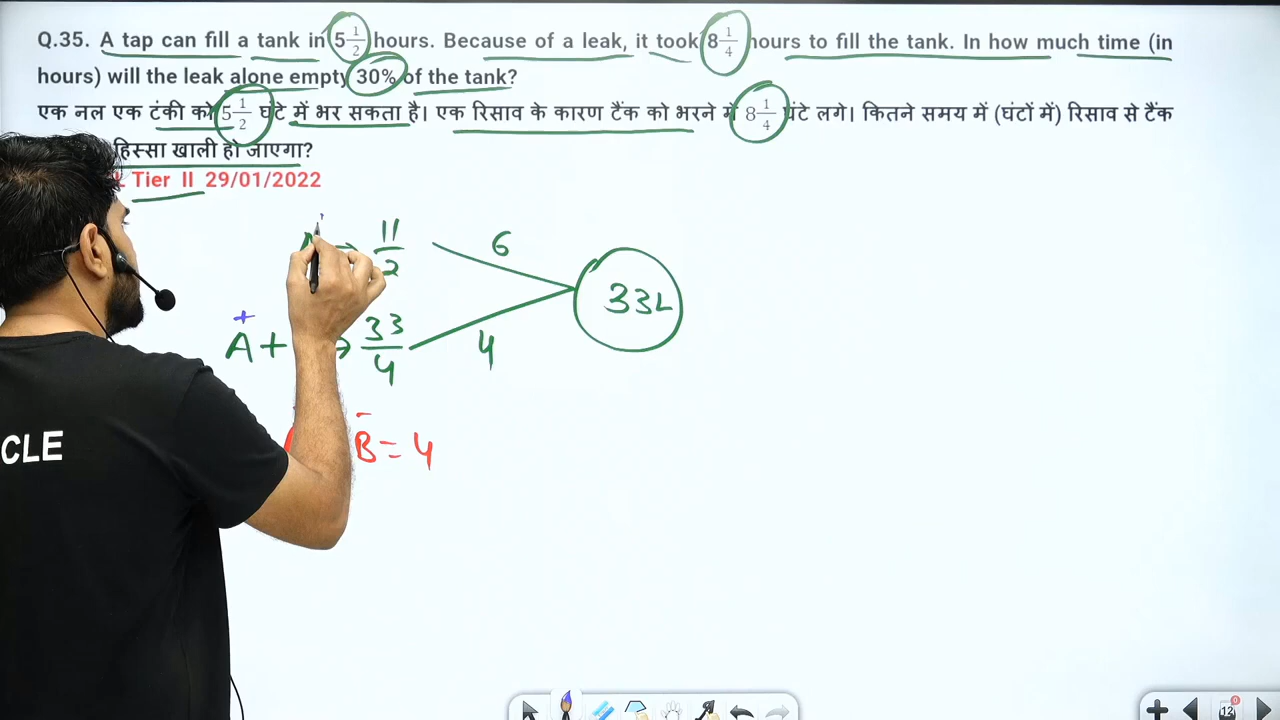 Q.35. A tap can fill a tank in 5 1/2 hours. Because of a leak, it took 8 1/4 hours to fill the tank. In how much time (in
hours) will the leak alone empty 30% of the tank?
एक नल एक टंकी को 5 1/2 घंटे में भर सकता है। एक रिसाव के कारण टैंक को भरने में 8 1/4 घंटे लगे। कितने समय में (घंटों में) रिसाव से टैंक
हिस्सा खाली हो जाएगा?
Tier II 29/01/2022
11/2 6
33L
+
A + → 33/4 4
-
B = 4
CLE
12